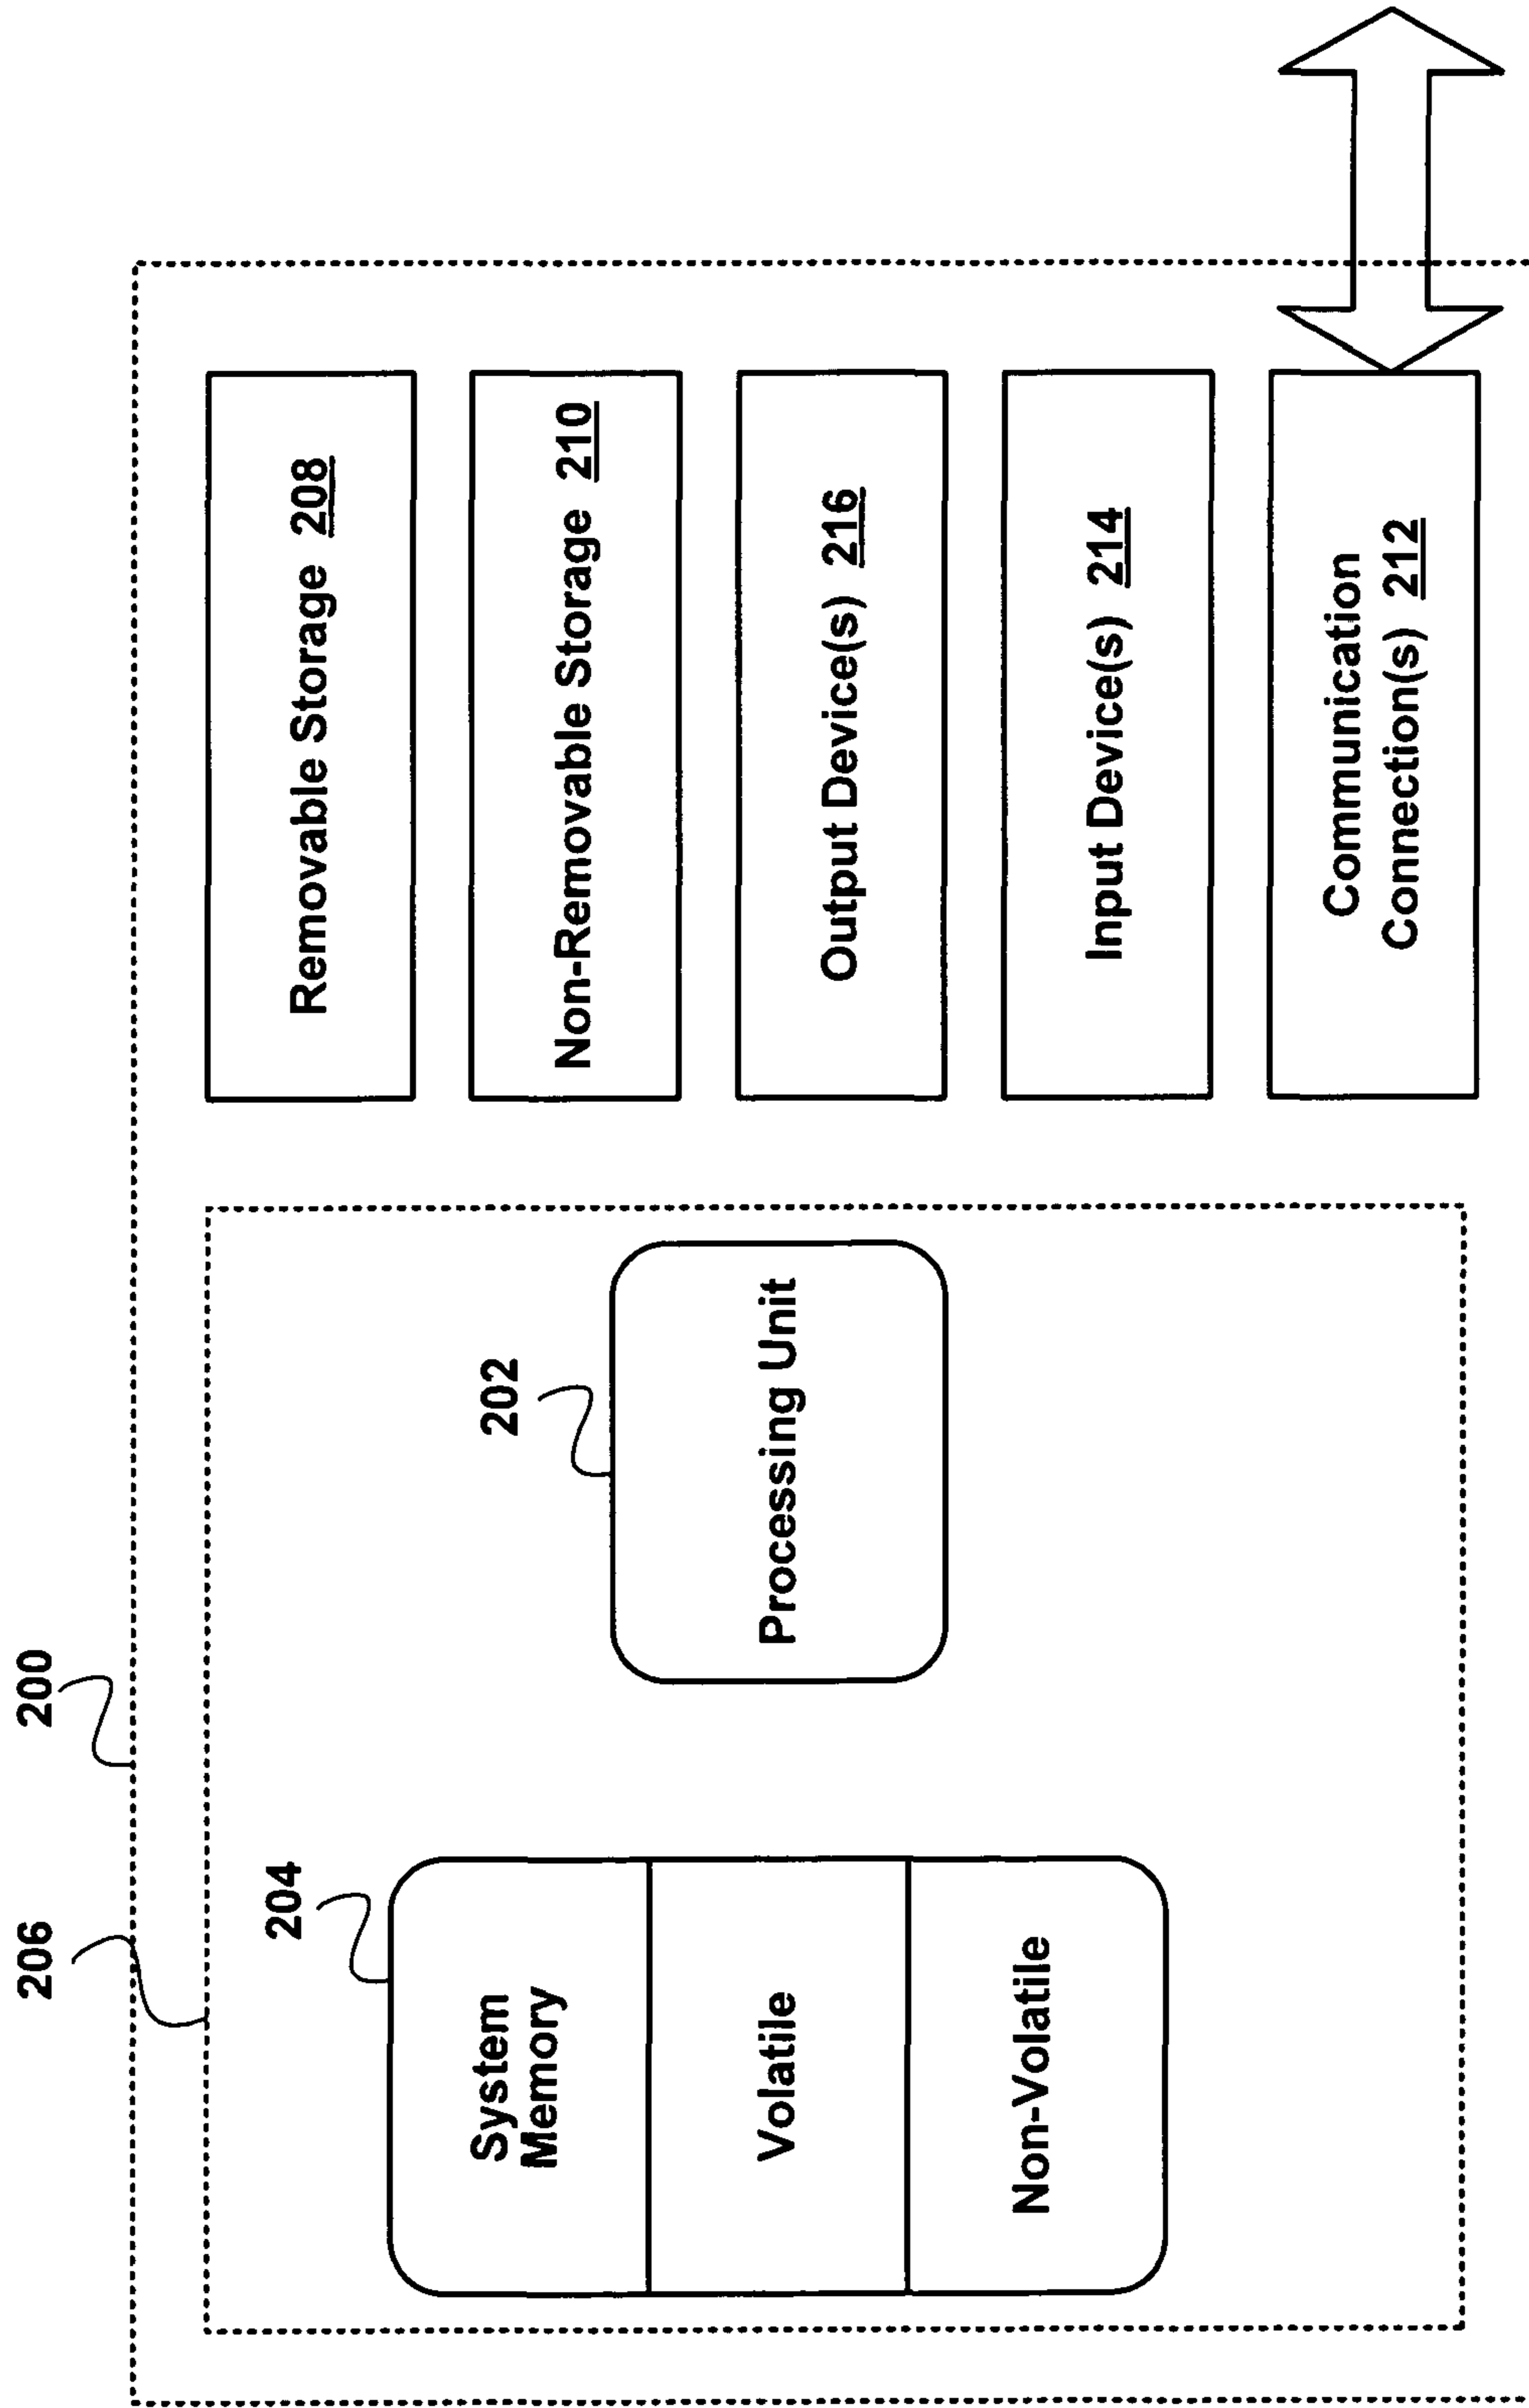 200
206
204
System
Memory
Volatile
Non-Volatile
202
Processing Unit
Removable Storage 208
Non-Removable Storage 210
Output Device(s) 216
Input Device(s) 214
Communication
Connection(s) 212